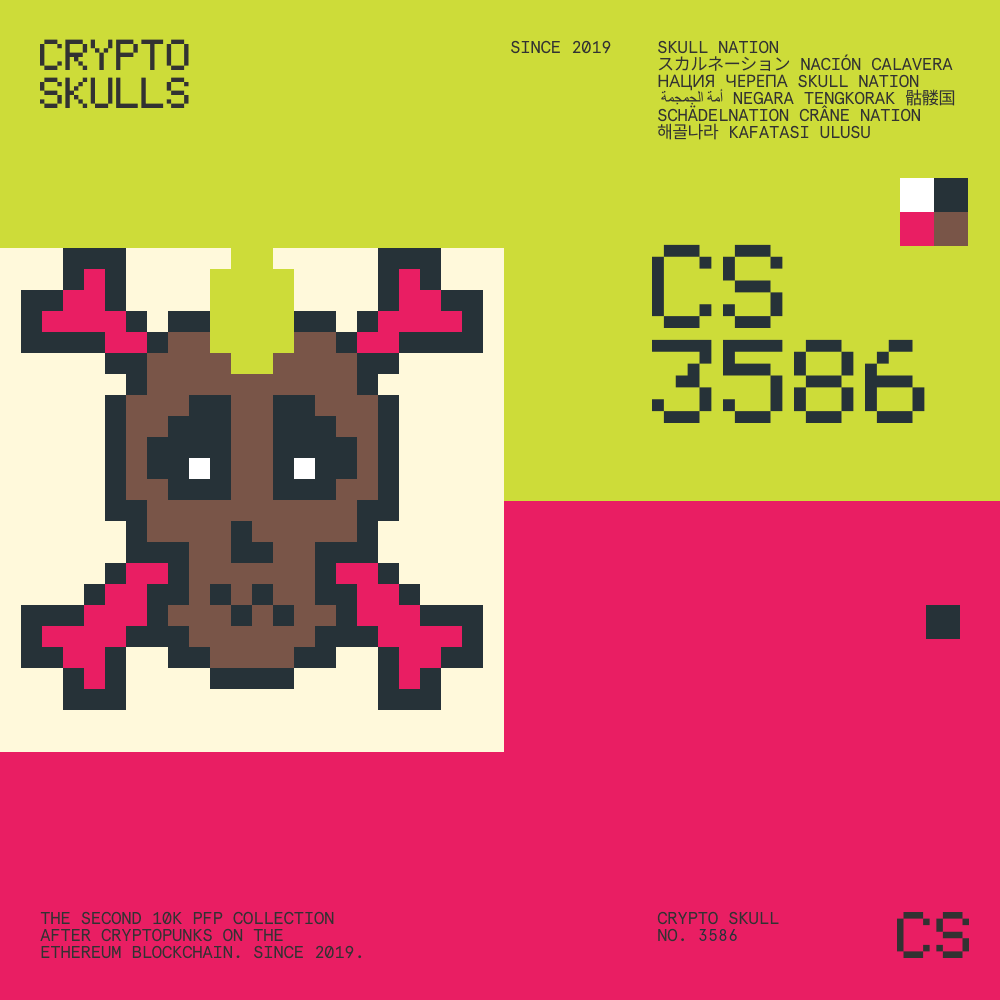 CRYPTO
SKULLS
SINCE 2019
SKULL NATION
スカルネーション NACIÓN CALAVERA
НАЦИЯ ЧЕРЕПА SKULL NATION
أمة الجمجمة NEGARA TENGKORAK 骷髅国
SCHÄDELNATION CRÂNE NATION
해골나라 KAFATASI ULUSU
CS
3586
THE SECOND 10K PFP COLLECTION
AFTER CRYPTOPUNKS ON THE
ETHEREUM BLOCKCHAIN. SINCE 2019.
CRYPTO SKULL
NO. 3586
CS